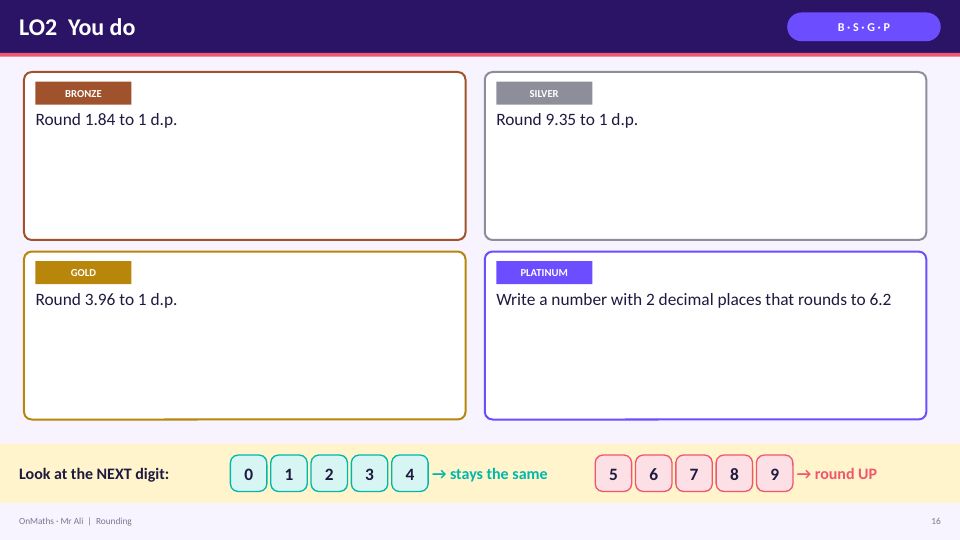 LO2 You do
B · S · G · P
BRONZE
Round 1.84 to 1 d.p.
SILVER
Round 9.35 to 1 d.p.
GOLD
Round 3.96 to 1 d.p.
PLATINUM
Write a number with 2 decimal places that rounds to 6.2
Look at the NEXT digit: 0 1 2 3 4 → stays the same 5 6 7 8 9 → round UP
OnMaths - Mr Ali | Rounding
16